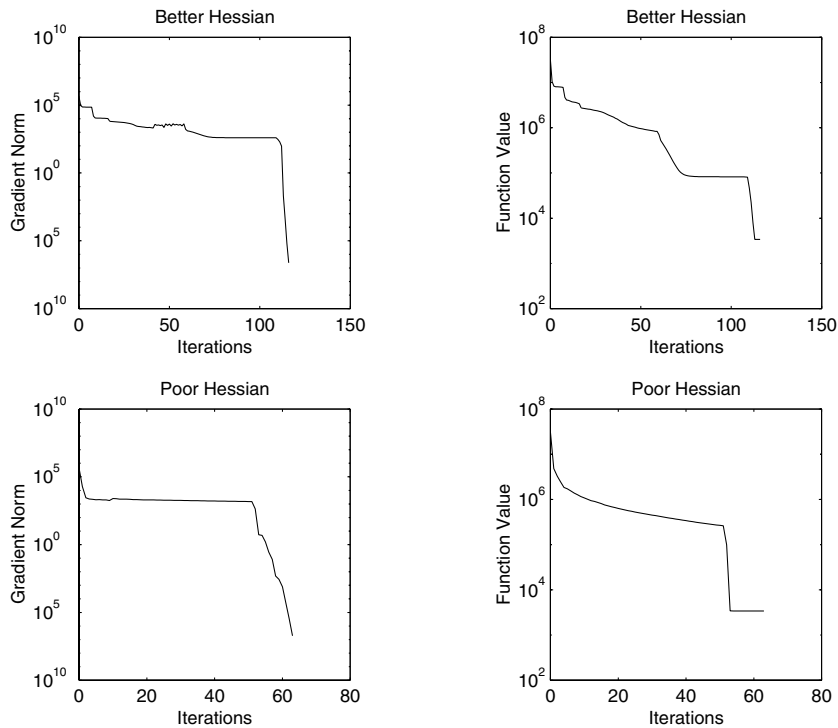 Better Hessian
10^10
10^5
10^0
10^5
10^10
Gradient Norm
0 50 100 150
Iterations
Better Hessian
10^8
10^6
10^4
10^2
Function Value
0 50 100 150
Iterations
Poor Hessian
10^10
10^5
10^0
10^5
10^10
Gradient Norm
0 20 40 60 80
Iterations
Poor Hessian
10^8
10^6
10^4
10^2
Function Value
0 20 40 60 80
Iterations